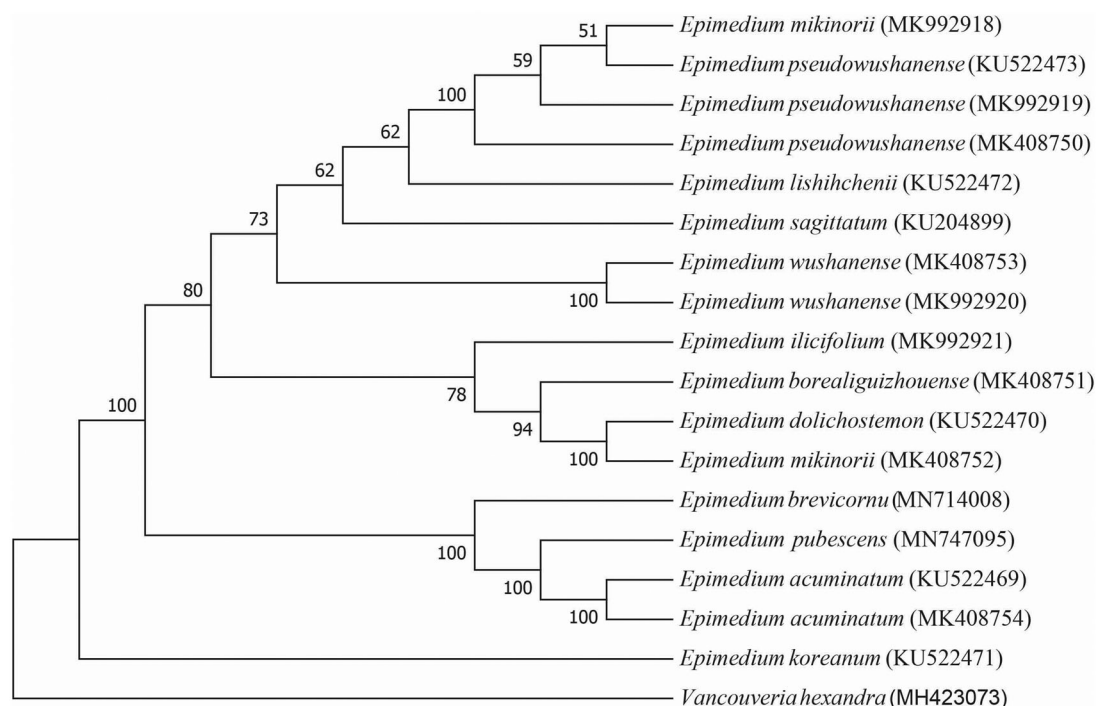 51 Epimedium mikinorii (MK992918)
59 Epimedium pseudowushanense (KU522473)
100 Epimedium pseudowushanense (MK992919)
62 Epimedium pseudowushanense (MK408750)
62 Epimedium lishihchenii (KU522472)
73 Epimedium sagittatum (KU204899)
Epimedium wushanense (MK408753)
80 100 Epimedium wushanense (MK992920)
Epimedium ilicifolium (MK992921)
78 Epimedium borealiguizhouense (MK408751)
100 94 Epimedium dolichostemon (KU522470)
100 Epimedium mikinorii (MK408752)
Epimedium brevicornu (MN714008)
100 Epimedium pubescens (MN747095)
100 Epimedium acuminatum (KU522469)
100 Epimedium acuminatum (MK408754)
Epimedium koreanum (KU522471)
Vancouveria hexandra (MH423073)